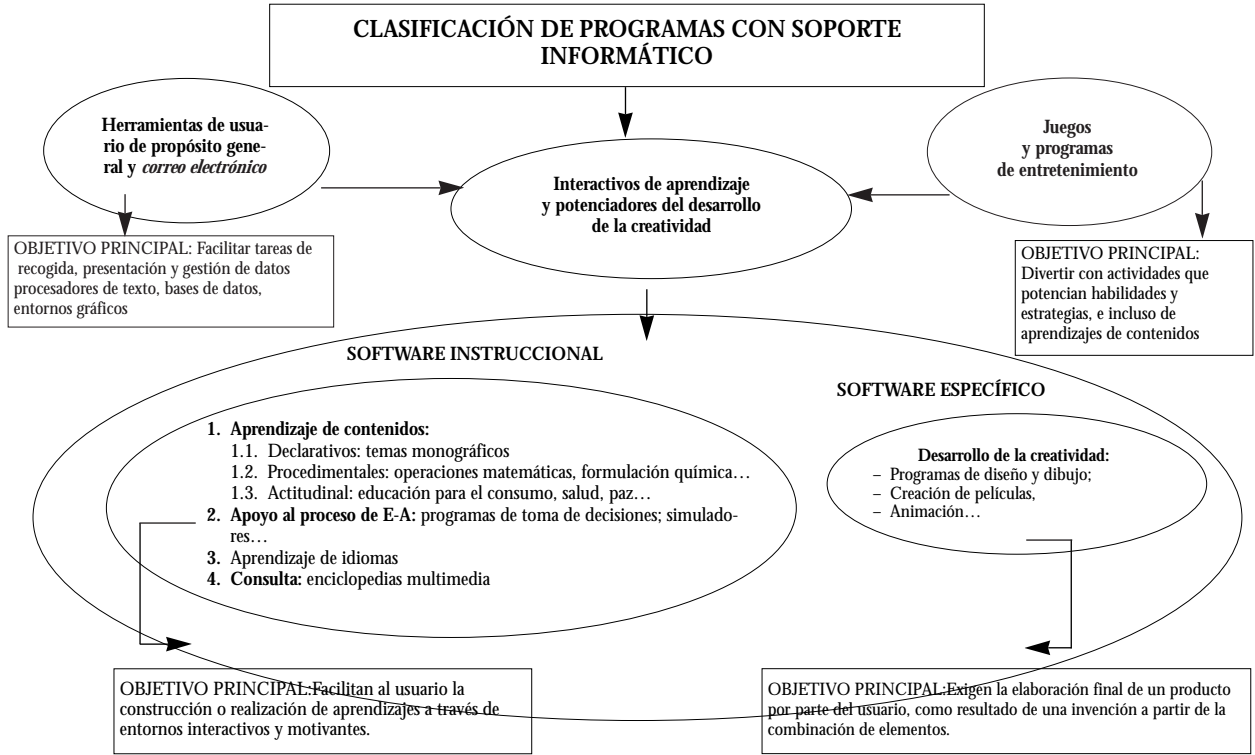 CLASIFICACIÓN DE PROGRAMAS CON SOPORTE
INFORMÁTICO
Herramientas de usua-
rio de propósito gene-
ral y correo electrónico
Interactivos de aprendizaje
y potenciadores del desarrollo
de la creatividad
Juegos
y programas
de entretenimiento
OBJETIVO PRINCIPAL: Facilitar tareas de
recogida, presentación y gestión de datos
procesadores de texto, bases de datos,
entornos gráficos
OBJETIVO PRINCIPAL:
Divertir con actividades que
potencian habilidades y
estrategias, e incluso de
aprendizajes de contenidos
SOFTWARE INSTRUCCIONAL
1. Aprendizaje de contenidos:
1.1. Declarativos: temas monográficos
1.2. Procedimentales: operaciones matemáticas, formulación química…
1.3. Actitudinal: educación para el consumo, salud, paz…
2. Apoyo al proceso de E-A: programas de toma de decisiones; simulado-
res…
3. Aprendizaje de idiomas
4. Consulta: enciclopedias multimedia
SOFTWARE ESPECÍFICO
Desarrollo de la creatividad:
– Programas de diseño y dibujo;
– Creación de películas,
– Animación…
OBJETIVO PRINCIPAL:Facilitan al usuario la
construcción o realización de aprendizajes a través de
entornos interactivos y motivantes.
OBJETIVO PRINCIPAL:Exigen la elaboración final de un producto
por parte del usuario, como resultado de una invención a partir de la
combinación de elementos.